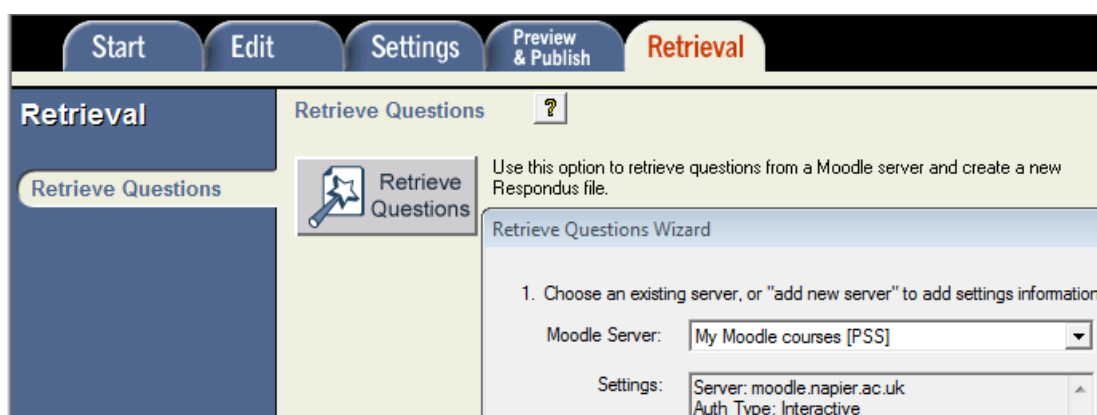 Start
Edit
Settings
Preview
& Publish
Retrieval
Retrieval
Retrieve Questions
Retrieve Questions
?
Retrieve
Questions
Use this option to retrieve questions from a Moodle server and create a new
Respondus file.
Retrieve Questions Wizard
1. Choose an existing server, or "add new server" to add settings information
Moodle Server:
My Moodle courses [PSS]
Settings:
Server: moodle.napier.ac.uk
Auth Type: Interactive